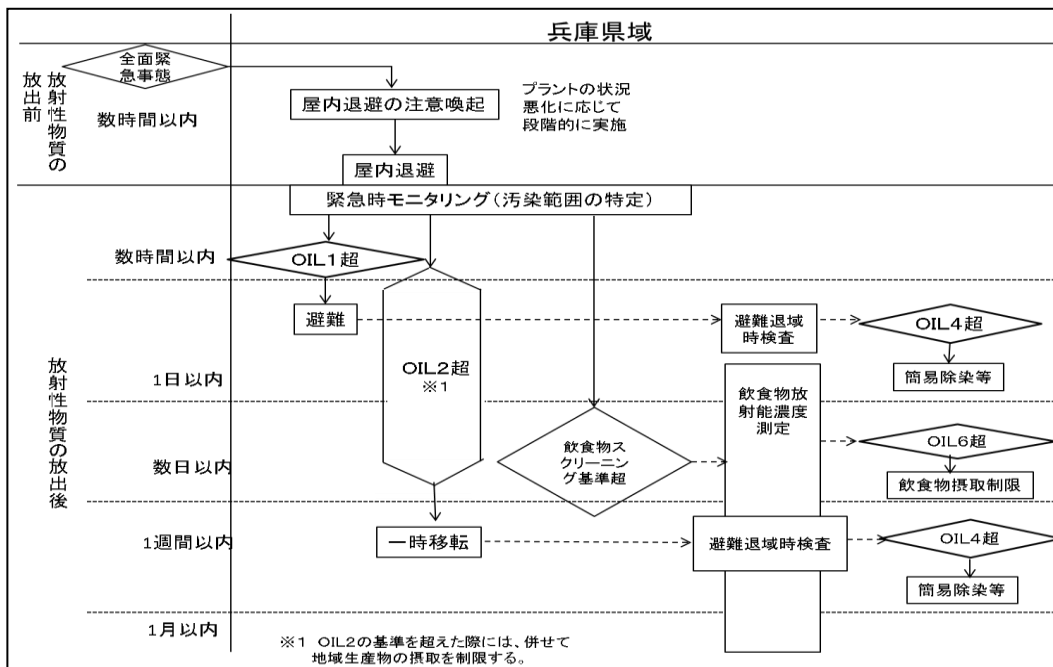 兵庫県域
放射性物質の
放出前
全面緊
急事態
数時間以内
屋内退避の注意喚起
プラントの状況
悪化に応じて
段階的に実施
屋内退避
緊急時モニタリング(汚染範囲の特定)
放射性物質の放出後
数時間以内
OIL1超
避難
避難退域
時検査
OIL4超
簡易除染等
1日以内
OIL2超
※1
飲食物放
射能濃度
測定
数日以内
飲食物ス
クリーニン
グ基準超
OIL6超
飲食物摂取制限
1週間以内
一時移転
避難退域時検査
OIL4超
簡易除染等
1月以内
※1 OIL2の基準を超えた際には、併せて
地域生産物の摂取を制限する。